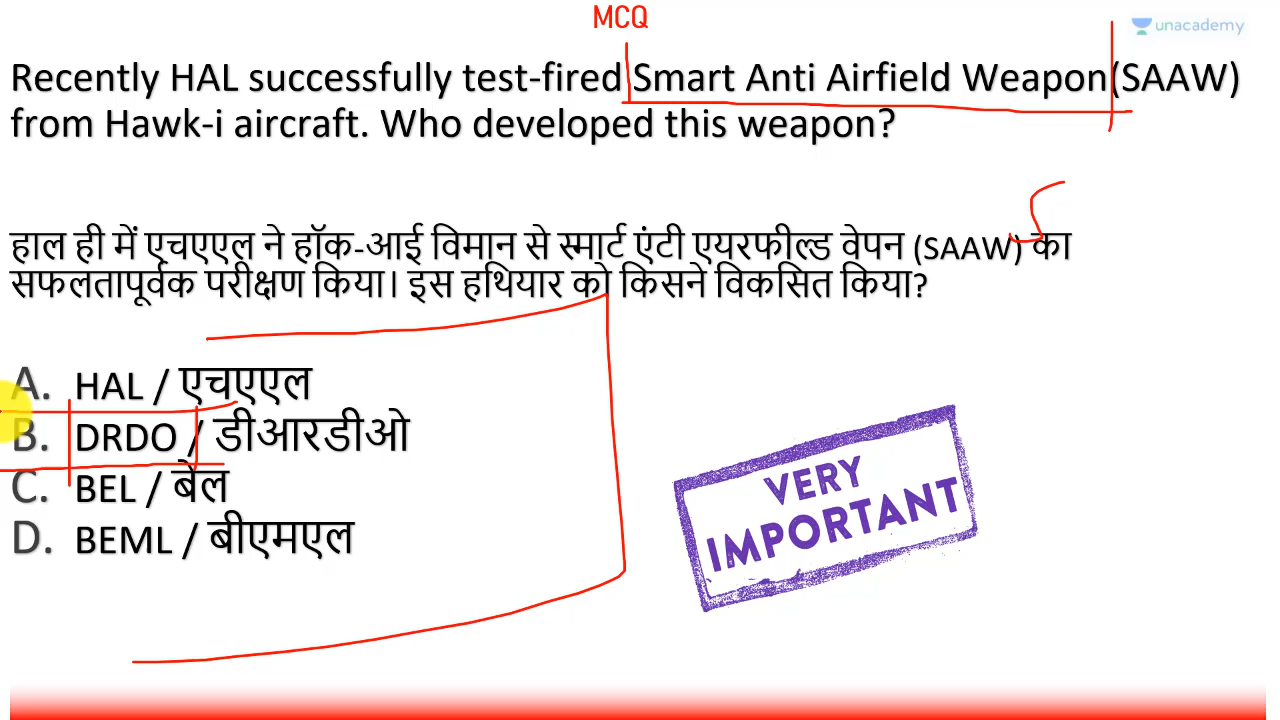 MCQ
unacademy
Recently HAL successfully test-fired Smart Anti Airfield Weapon(SAAW)
from Hawk-i aircraft. Who developed this weapon?
हाल ही में एचएएल ने हॉक-आई विमान से स्मार्ट एंटी एयरफील्ड वेपन (SAAW) का
सफलतापूर्वक परीक्षण किया। इस हथियार को किसने विकसित किया?
A. HAL / एचएएल
B. DRDO / डीआरडीओ
C. BEL / बेल
D. BEML / बीएमएल
VERY
IMPORTANT